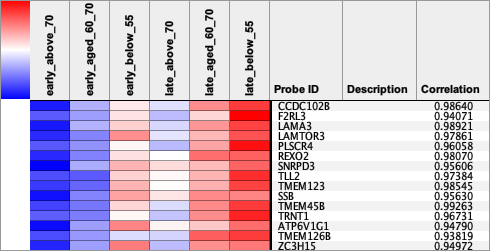 early_above_70
early_aged_60_70
early_below_55
late_above_70
late_aged_60_70
late_below_55
Probe ID Description Correlation
CCDC102B 0.98640
F2RL3 0.94071
LAMA3 0.98921
LAMTOR3 0.97861
PLSCR4 0.96058
REXO2 0.98070
SNRPD3 0.95606
TLL2 0.97384
TMEM123 0.98545
SSB 0.95630
TMEM45B 0.99263
TRNT1 0.96731
ATP6V1G1 0.94790
TMEM126B 0.93819
ZC3H15 0.94972